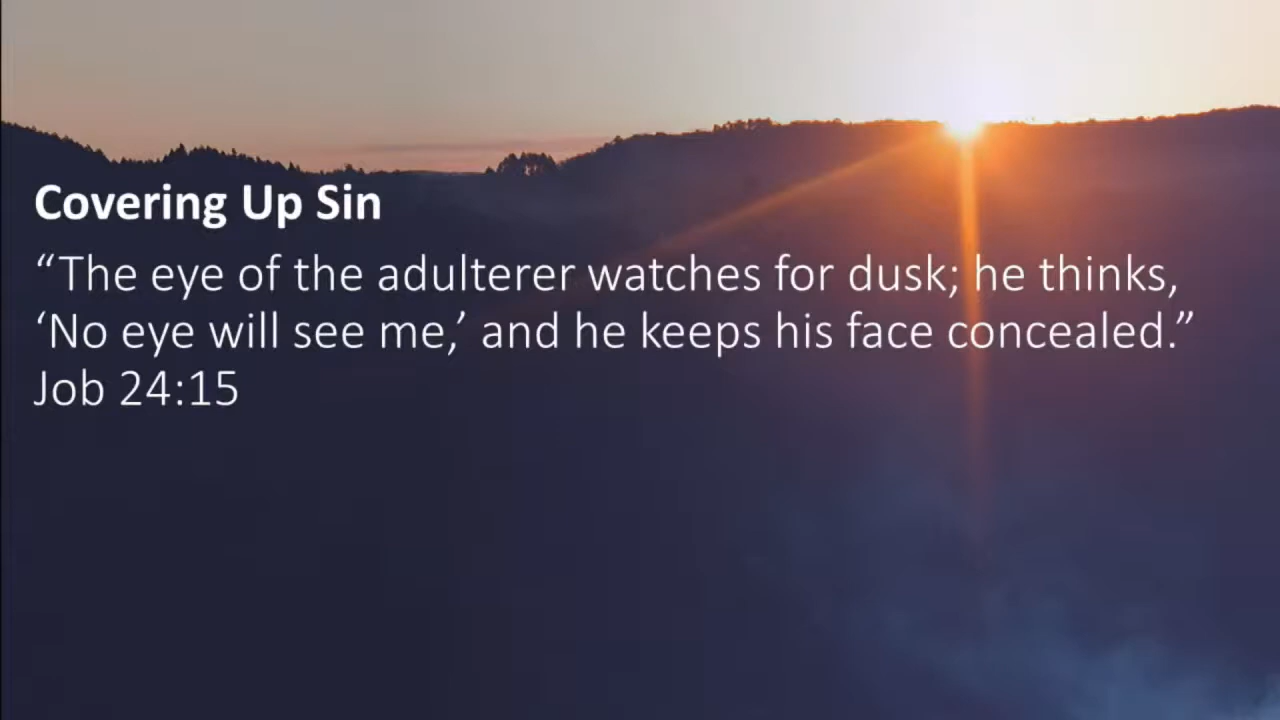 Covering Up Sin
“The eye of the adulterer watches for dusk; he thinks,
‘No eye will see me,’ and he keeps his face concealed.”
Job 24:15